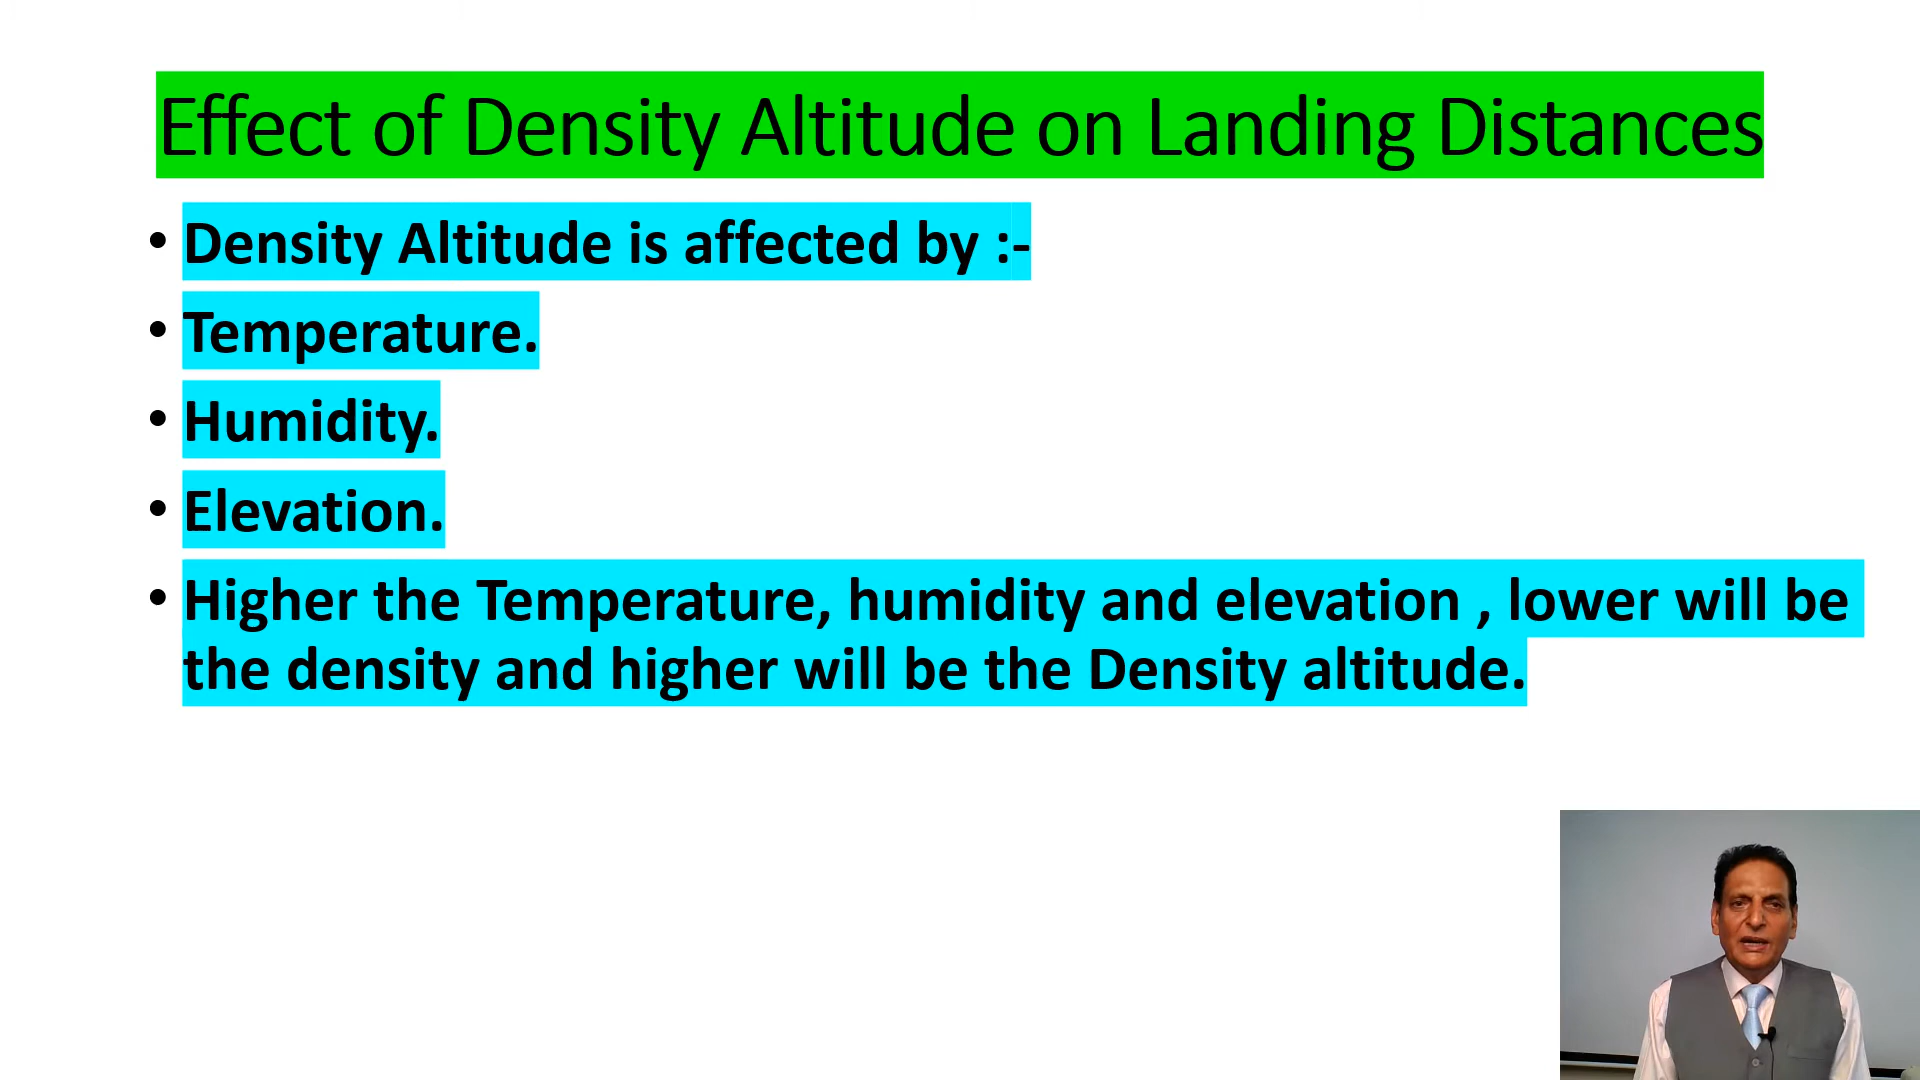 Effect of Density Altitude on Landing Distances
• Density Altitude is affected by :-
• Temperature.
• Humidity.
• Elevation.
• Higher the Temperature, humidity and elevation , lower will be
the density and higher will be the Density altitude.